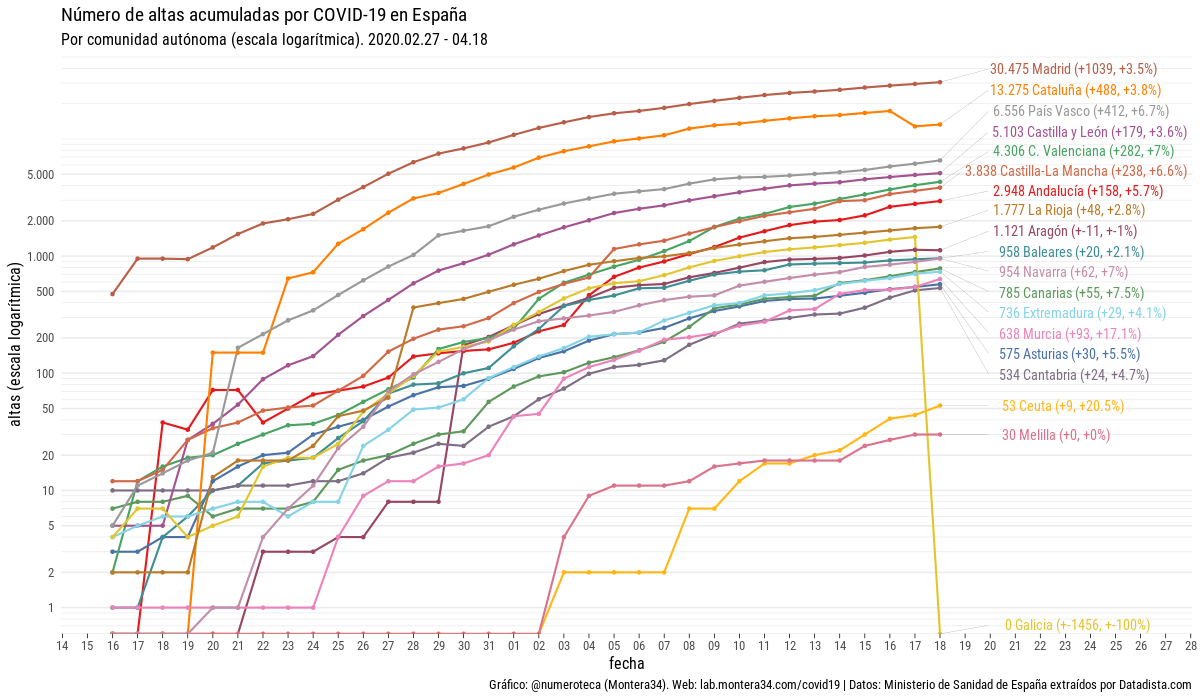 Número de altas acumuladas por COVID-19 en España
Por comunidad autónoma (escala logarítmica). 2020.02.27 - 04.18
altas (escala logarítmica)
5.000
2.000
1.000
500
200
100
50
20
10
5
2
1
30.475 Madrid (+1039, +3.5%)
13.275 Cataluña (+488, +3.8%)
6.556 País Vasco (+412, +6.7%)
5.103 Castilla y León (+179, +3.6%)
4.306 C. Valenciana (+282, +7%)
3.838 Castilla-La Mancha (+238, +6.6%)
2.948 Andalucía (+158, +5.7%)
1.777 La Rioja (+48, +2.8%)
1.121 Aragón (+-11, +-1%)
958 Baleares (+20, +2.1%)
954 Navarra (+62, +7%)
785 Canarias (+55, +7.5%)
736 Extremadura (+29, +4.1%)
638 Murcia (+93, +17.1%)
575 Asturias (+30, +5.5%)
534 Cantabria (+24, +4.7%)
53 Ceuta (+9, +20.5%)
30 Melilla (+0, +0%)
0 Galicia (+-1456, +-100%)
14 15 16 17 18 19 20 21 22 23 24 25 26 27 28 29 30 31 01 02 03 04 05 06 07 08 09 10 11 12 13 14 15 16 17 18 19 20 21 22 23 24 25 26 27 28
fecha
Gráfico: @numeroteca (Montera34). Web: lab.montera34.com/covid19 | Datos: Ministerio de Sanidad de España extraídos por Datadista.com